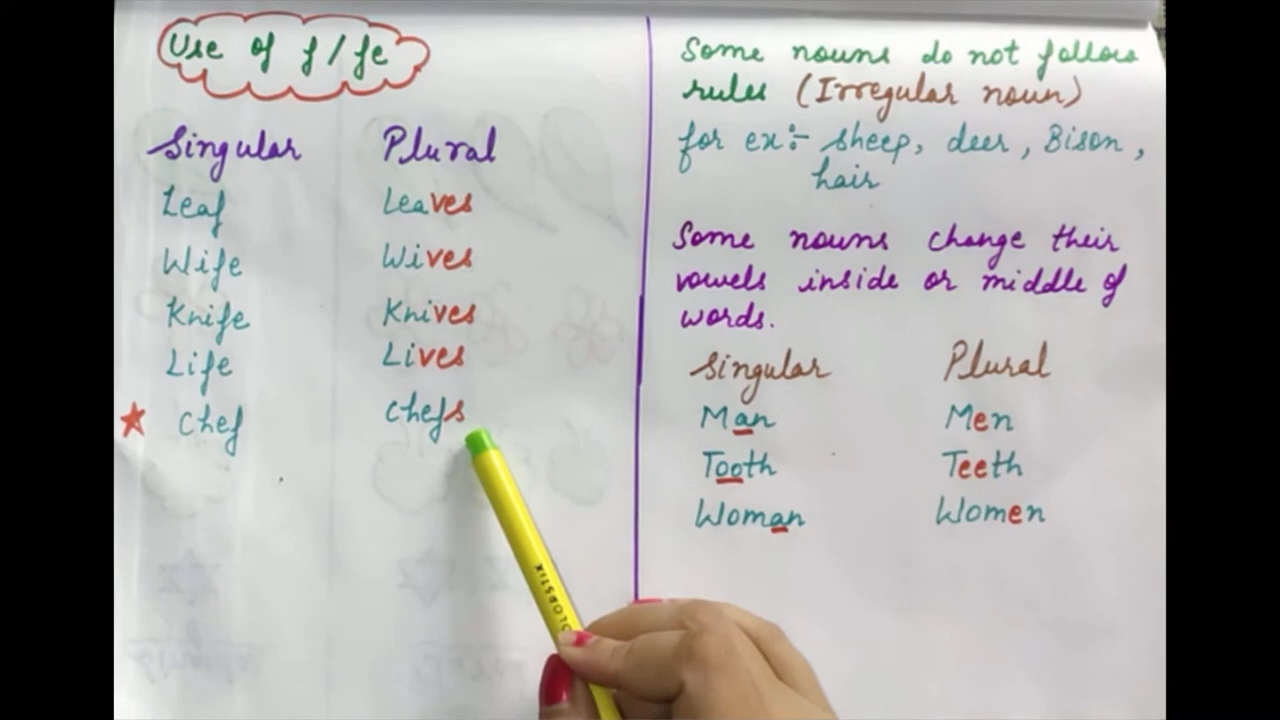 Use of f/fe
Singular Plural
Leaf Leaves
Wife Wives
Knife Knives
Life Lives
★ Chef Chefs
Some nouns do not follow
rules (Irregular noun)
for ex:- sheep, deer, Bison,
hair
Some nouns change their
vowels inside or middle of
words.
Singular Plural
Man Men
Tooth Teeth
Woman Women